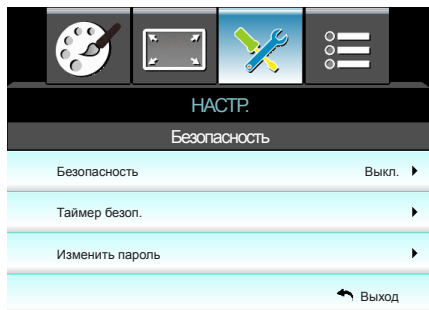 НАСТР.
Безопасность
Безопасность Выкл.
Таймер безоп.
Изменить пароль
Выход